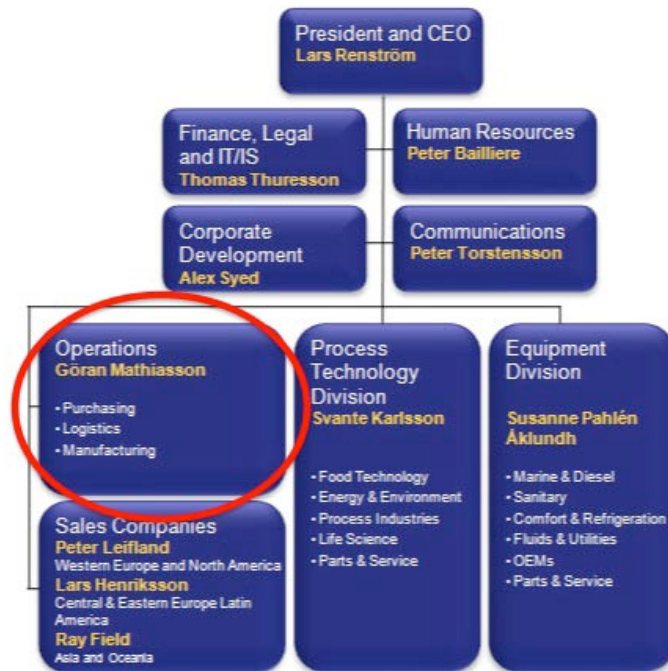 President and CEO
Lars Renström
Finance, Legal
and IT/IS
Thomas Thuresson
Human Resources
Peter Bailliere
Corporate
Development
Alex Syed
Communications
Peter Torstensson
Operations
Göran Mathiasson
• Purchasing
• Logistics
• Manufacturing
Process
Technology
Division
Svante Karlsson
• Food Technology
• Energy & Environment
• Process Industries
• Life Science
• Parts & Service
Equipment
Division
Susanne Pahlén
Åklundh
• Marine & Diesel
• Sanitary
• Comfort & Refrigeration
• Fluids & Utilities
• OEMs
• Parts & Service
Sales Companies
Peter Leifland
Western Europe and North America
Lars Henriksson
Central & Eastern Europe Latin
America
Ray Field
Asia and Oceania